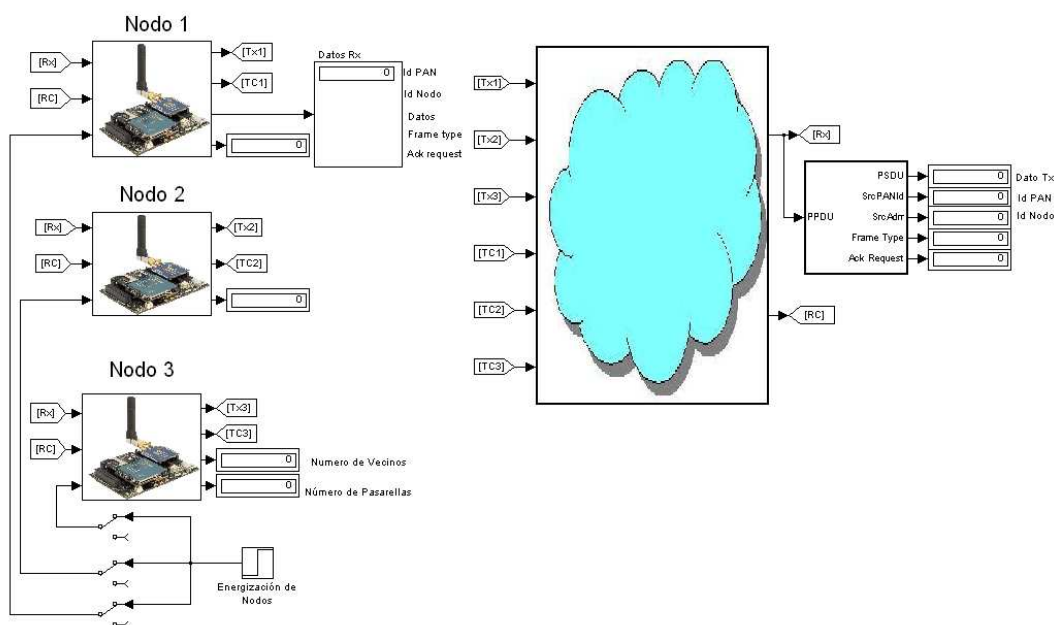 Nodo 1
[Rx]
[RC]
[Tx1]
[TC1]
0
Datos Rx
0
Id PAN
Id Nodo
Datos
Frame type
Ack request
Nodo 2
[Rx]
[RC]
[Tx2]
[TC2]
0
Nodo 3
[Rx]
[RC]
[Tx3]
[TC3]
0
Numero de Vecinos
0
Número de Pasarellas
Energización de
Nodos
[Tx1]
[Tx2]
[Tx3]
[TC1]
[TC2]
[TC3]
[Rx]
[RC]
PPDU
PSDU
SrcPANId
SrcAdrr
Frame Type
Ack Request
0
Dato Tx
0
Id PAN
0
Id Nodo
0
0